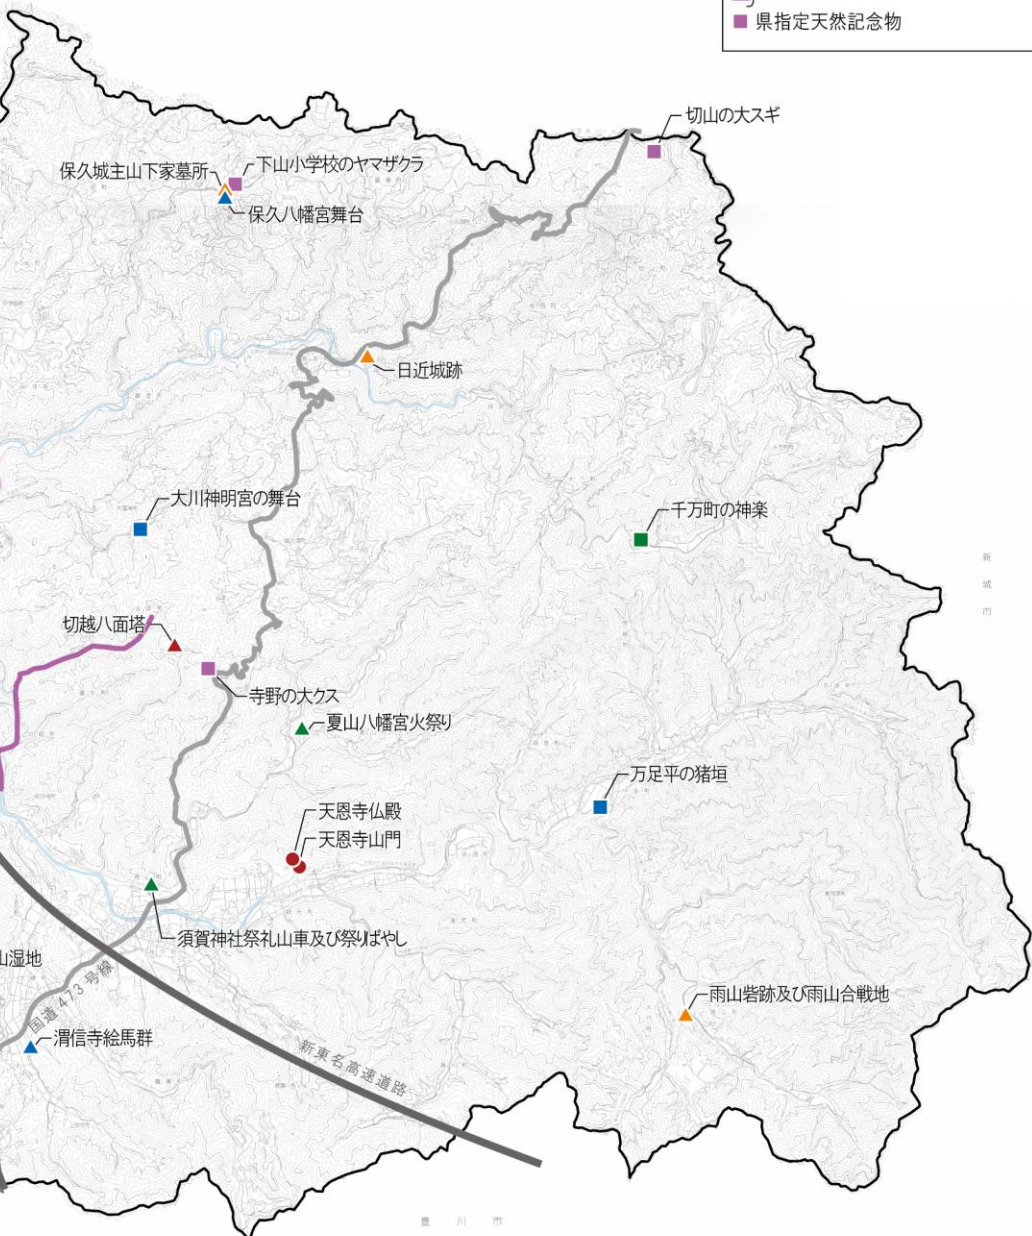 県指定天然記念物
切山の大スギ
保久城主山下家墓所
下山小学校のヤマザクラ
保久八幡宮舞台
日近城跡
大川神明宮の舞台
千万町の神楽
新城市
切越八面塔
寺野の大クス
夏山八幡宮火祭り
万足平の猪垣
天恩寺仏殿
天恩寺山門
須賀神社祭礼山車及び祭りばやし
山湿地
国道473号線
雨山砦跡及び雨山合戦地
渭信寺絵馬群
新東名高速道路
豊川市